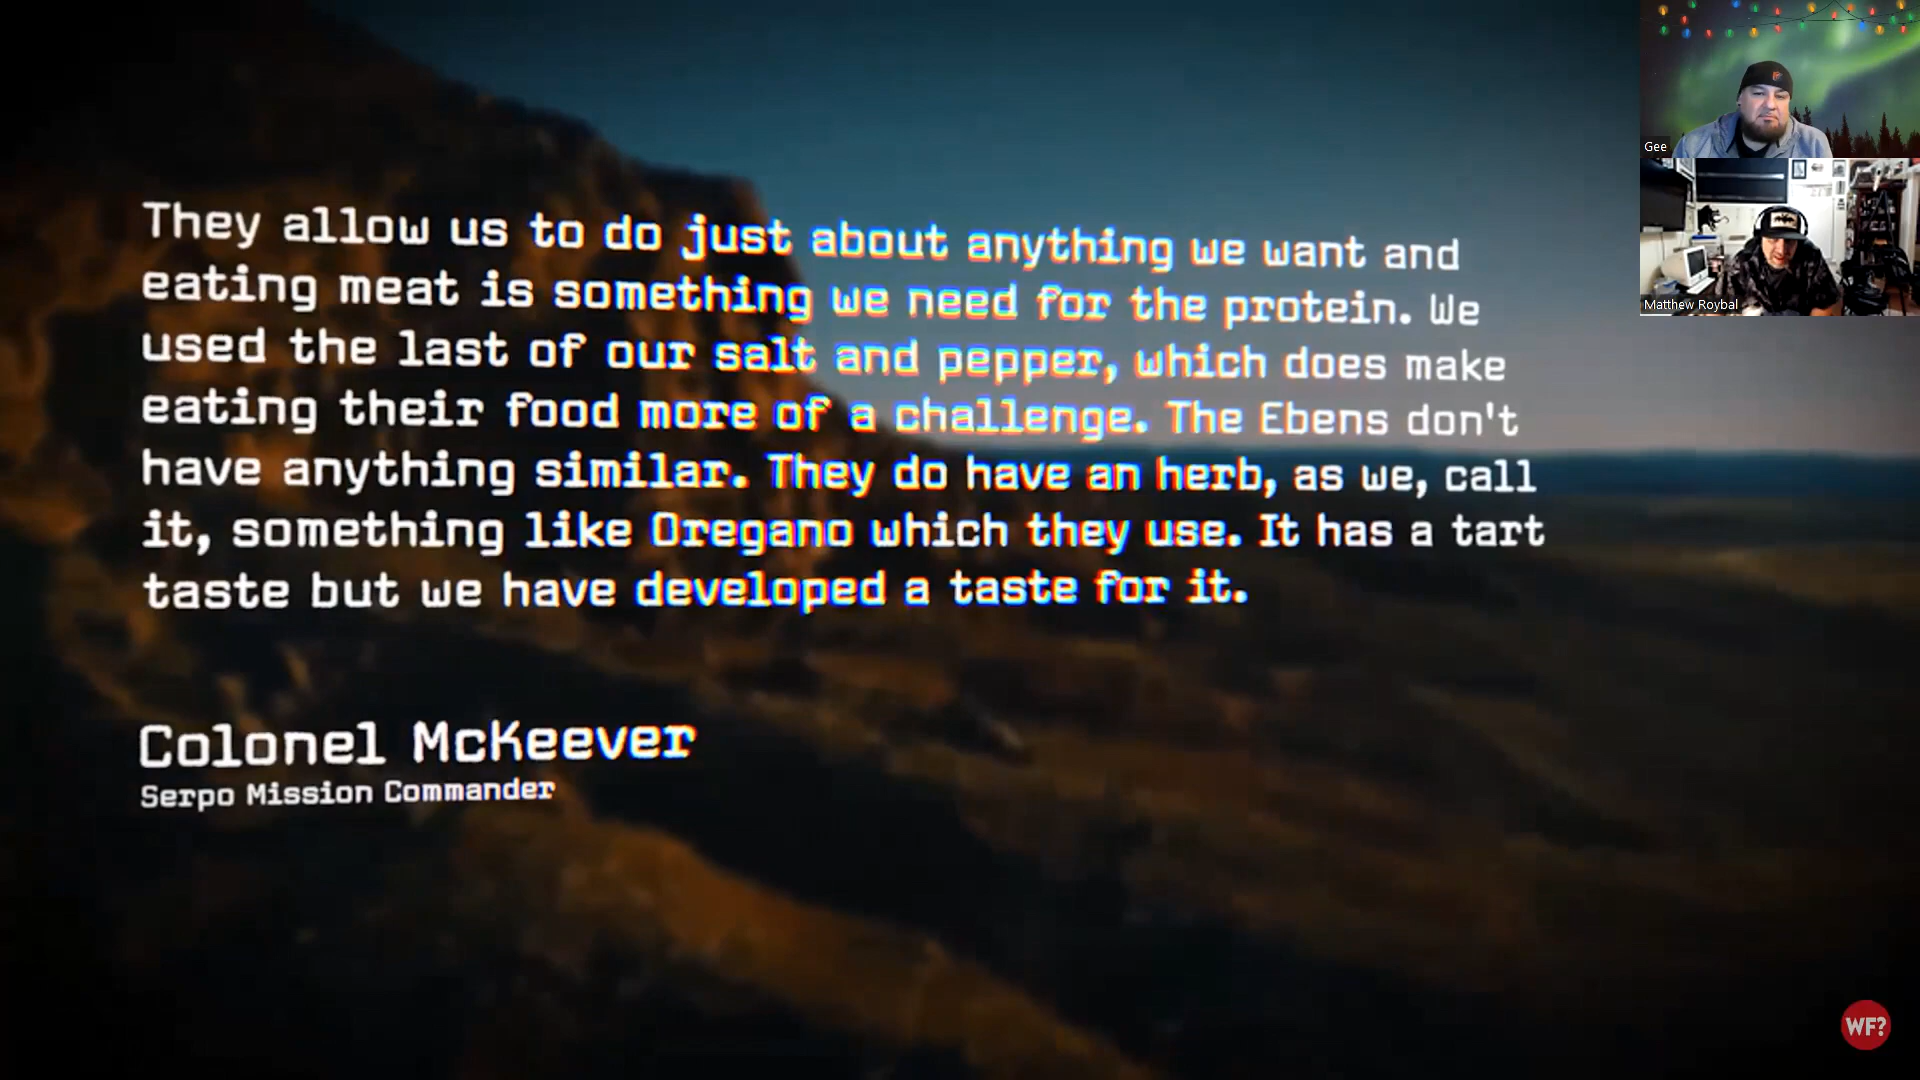 They allow us to do just about anything we want and
eating meat is something we need for the protein. We
used the last of our salt and pepper, which does make
eating their food more of a challenge. The Ebens don't
have anything similar. They do have an herb, as we, call
it, something like Oregano which they use. It has a tart
taste but we have developed a taste for it.
Colonel McKeever
Serpo Mission Commander
Gee
Matthew Roybal
WF?